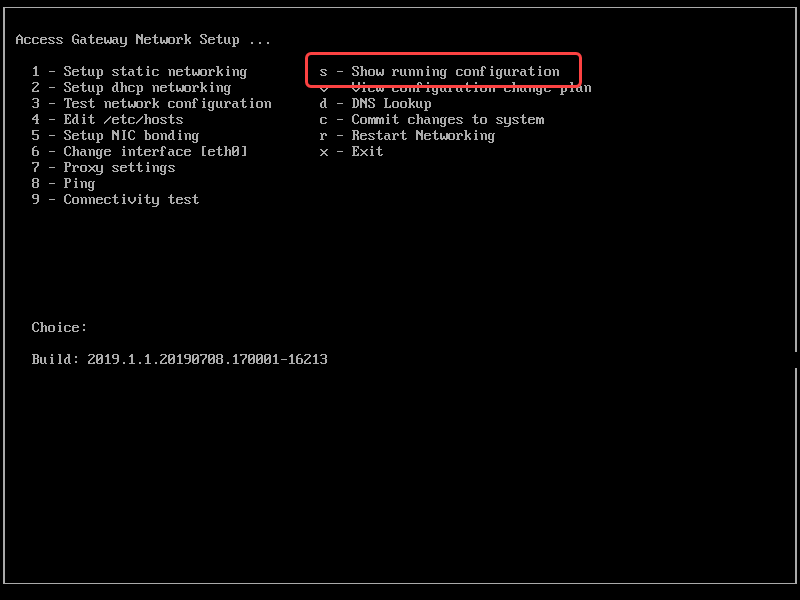 Access Gateway Network Setup ...
1 - Setup static networking
2 - Setup dhcp networking
3 - Test network configuration
4 - Edit /etc/hosts
5 - Setup NIC bonding
6 - Change interface [eth0]
7 - Proxy settings
8 - Ping
9 - Connectivity test
s - Show running configuration
v - View configuration change plan
d - DNS Lookup
c - Commit changes to system
r - Restart Networking
x - Exit
Choice:
Build: 2019.1.1.20190708.170001-16213